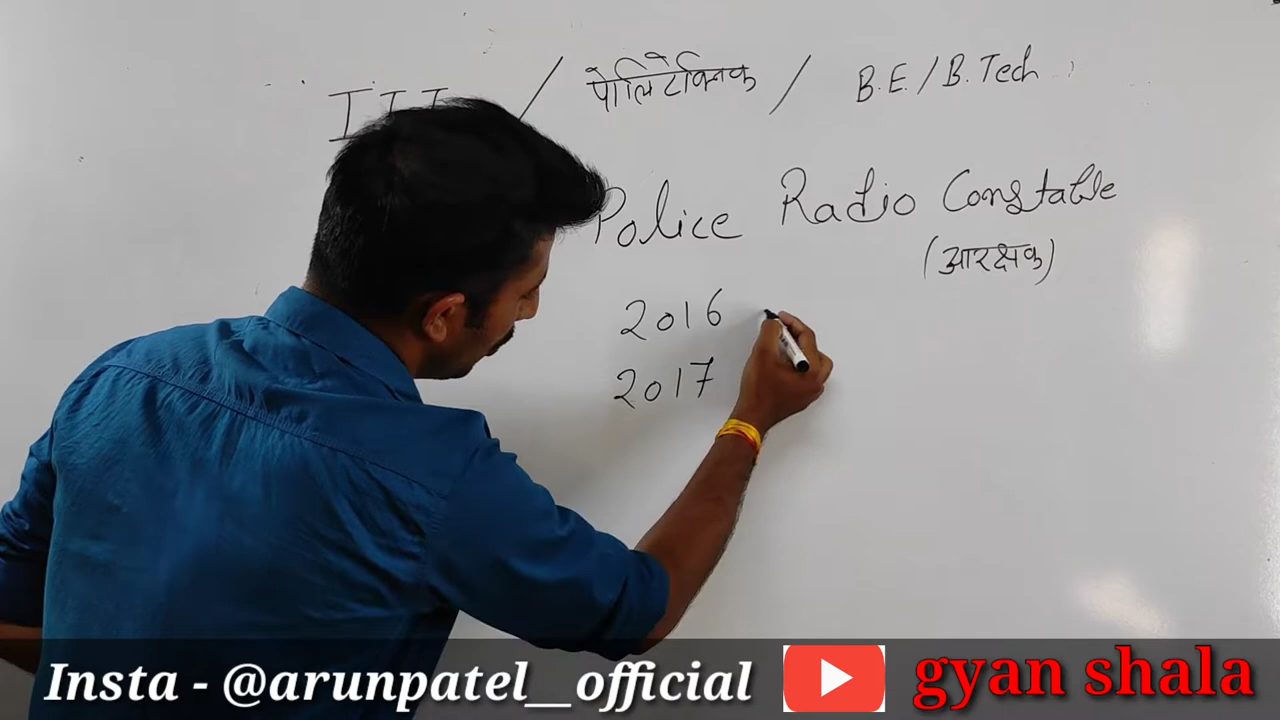 ITI / पोलिटेक्निक / B.E. / B.Tech
Police Radio Constable
(आरक्षक)
2016
2017
Insta - @arunpatel_official gyan shala